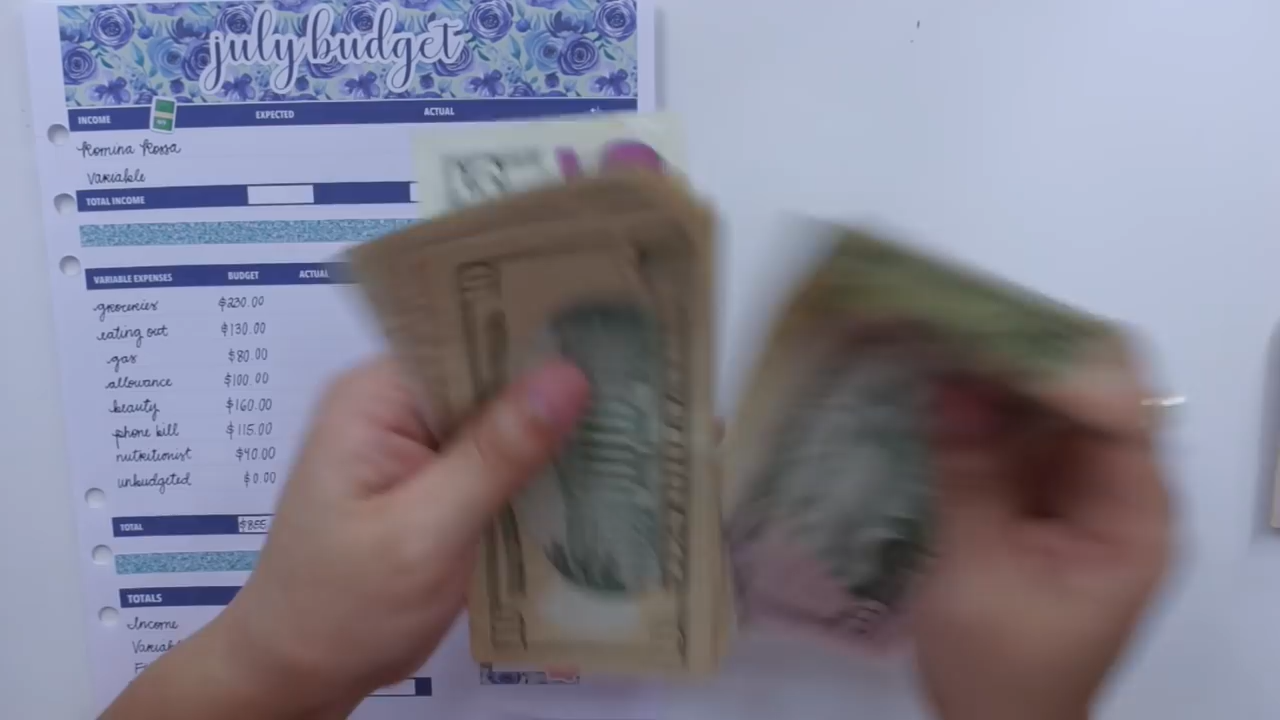 july budget
INCOME EXPECTED ACTUAL
Romina Rossa
Variable
TOTAL INCOME
VARIABLE EXPENSES BUDGET ACTUAL
groceries $230.00
eating out $130.00
gas $80.00
allowance $100.00
beauty $160.00
phone bill $115.00
nutritionist $40.00
unbudgeted $0.00
TOTAL $855
TOTALS
Income